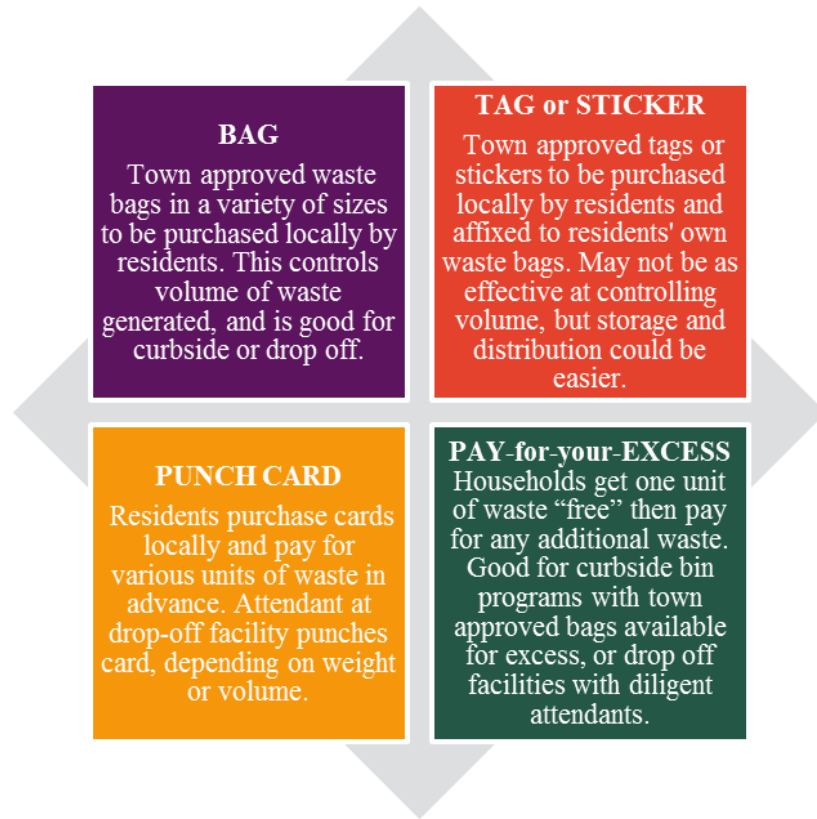 BAG
Town approved waste
bags in a variety of sizes
to be purchased locally by
residents. This controls
volume of waste
generated, and is good for
curbside or drop off.
TAG or STICKER
Town approved tags or
stickers to be purchased
locally by residents and
affixed to residents' own
waste bags. May not be as
effective at controlling
volume, but storage and
distribution could be
easier.
PUNCH CARD
Residents purchase cards
locally and pay for
various units of waste in
advance. Attendant at
drop-off facility punches
card, depending on weight
or volume.
PAY-for-your-EXCESS
Households get one unit
of waste “free” then pay
for any additional waste.
Good for curbside bin
programs with town
approved bags available
for excess, or drop off
facilities with diligent
attendants.